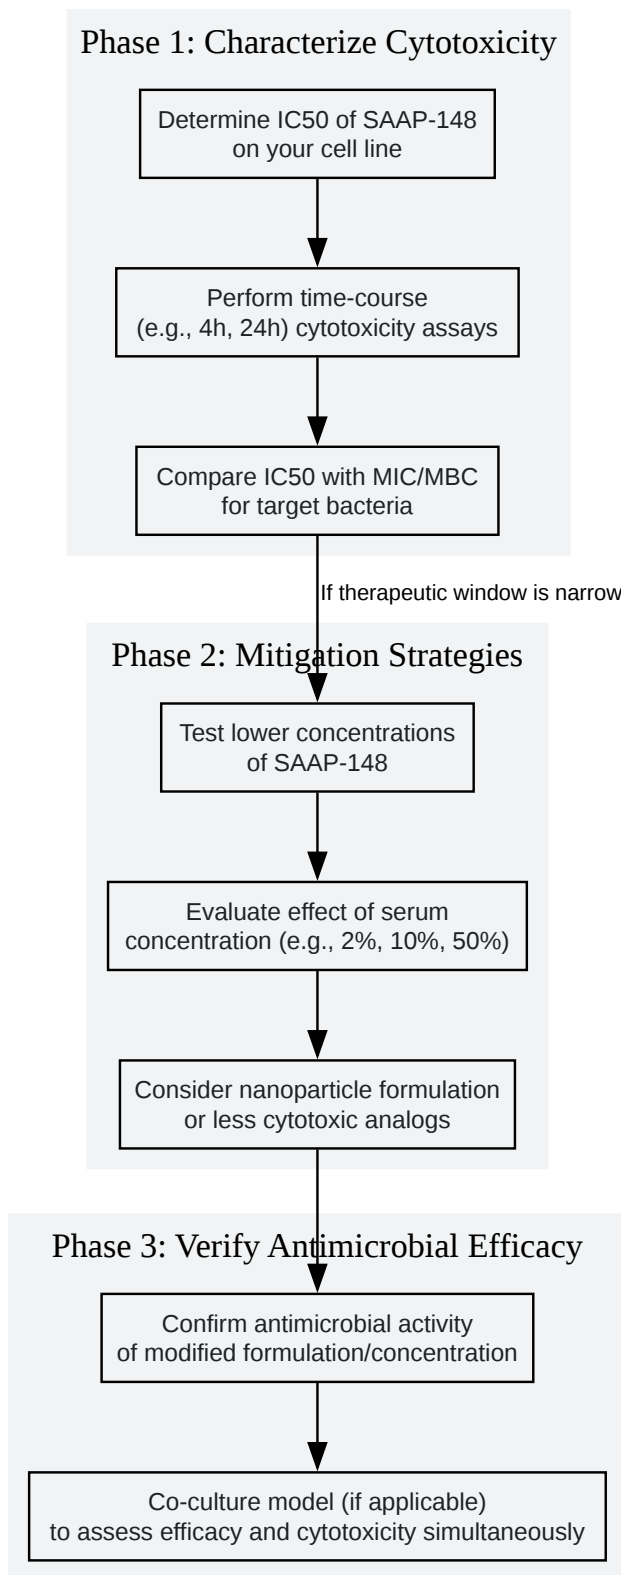 Phase 1: Characterize Cytotoxicity
Determine IC50 of SAAP-148
on your cell line
Perform time-course
(e.g., 4h, 24h) cytotoxicity assays
Compare IC50 with MIC/MBC
for target bacteria
If therapeutic window is narrow
Phase 2: Mitigation Strategies
Test lower concentrations
of SAAP-148
Evaluate effect of serum
concentration (e.g., 2%, 10%, 50%)
Consider nanoparticle formulation
or less cytotoxic analogs
Phase 3: Verify Antimicrobial Efficacy
Confirm antimicrobial activity
of modified formulation/concentration
Co-culture model (if applicable)
to assess efficacy and cytotoxicity simultaneously